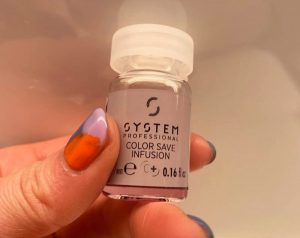 SYSTEM
PROFESSIONAL
COLOR SAVE
INFUSION
e C+ 0.16 fl